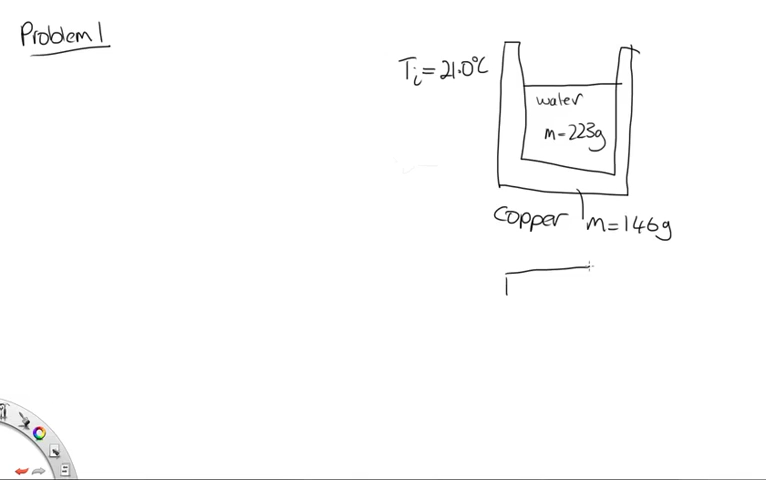 Problem 1
Ti=21.0°C
water
m=223g
Copper m=146g